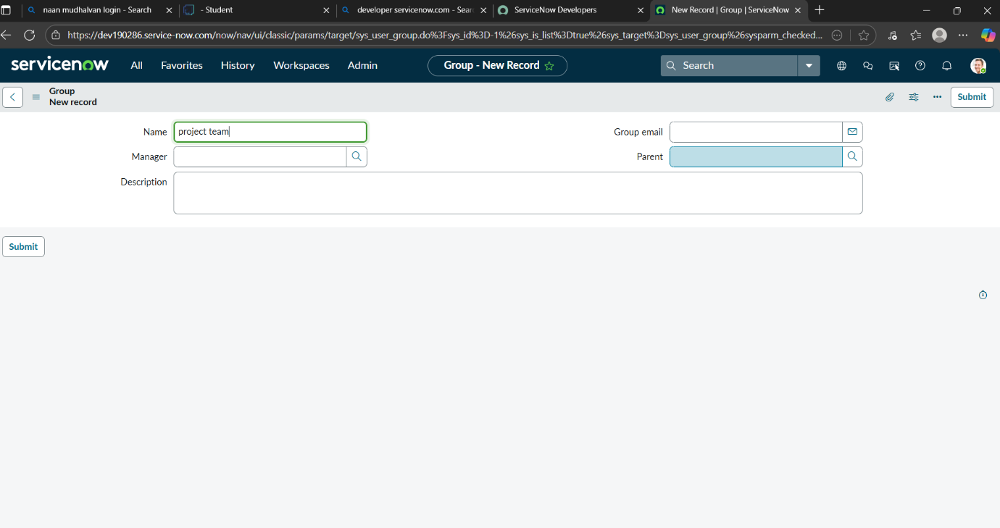 naan mudhalvan login - Search
- Student
developer servicenow.com - Sear
ServiceNow Developers
New Record | Group | ServiceNow
https://dev190286.service-now.com/now/nav/ui/classic/params/target/sys_user_group.do%3Fsys_id%3D-1%26sys_is_list%3Dtrue%26sys_target%3Dsys_user_group%26sysparm_checked...
servicenow
All
Favorites
History
Workspaces
Admin
Group - New Record
Search
Group
New record
Submit
Name
project team
Group email
Manager
Parent
Description
Submit